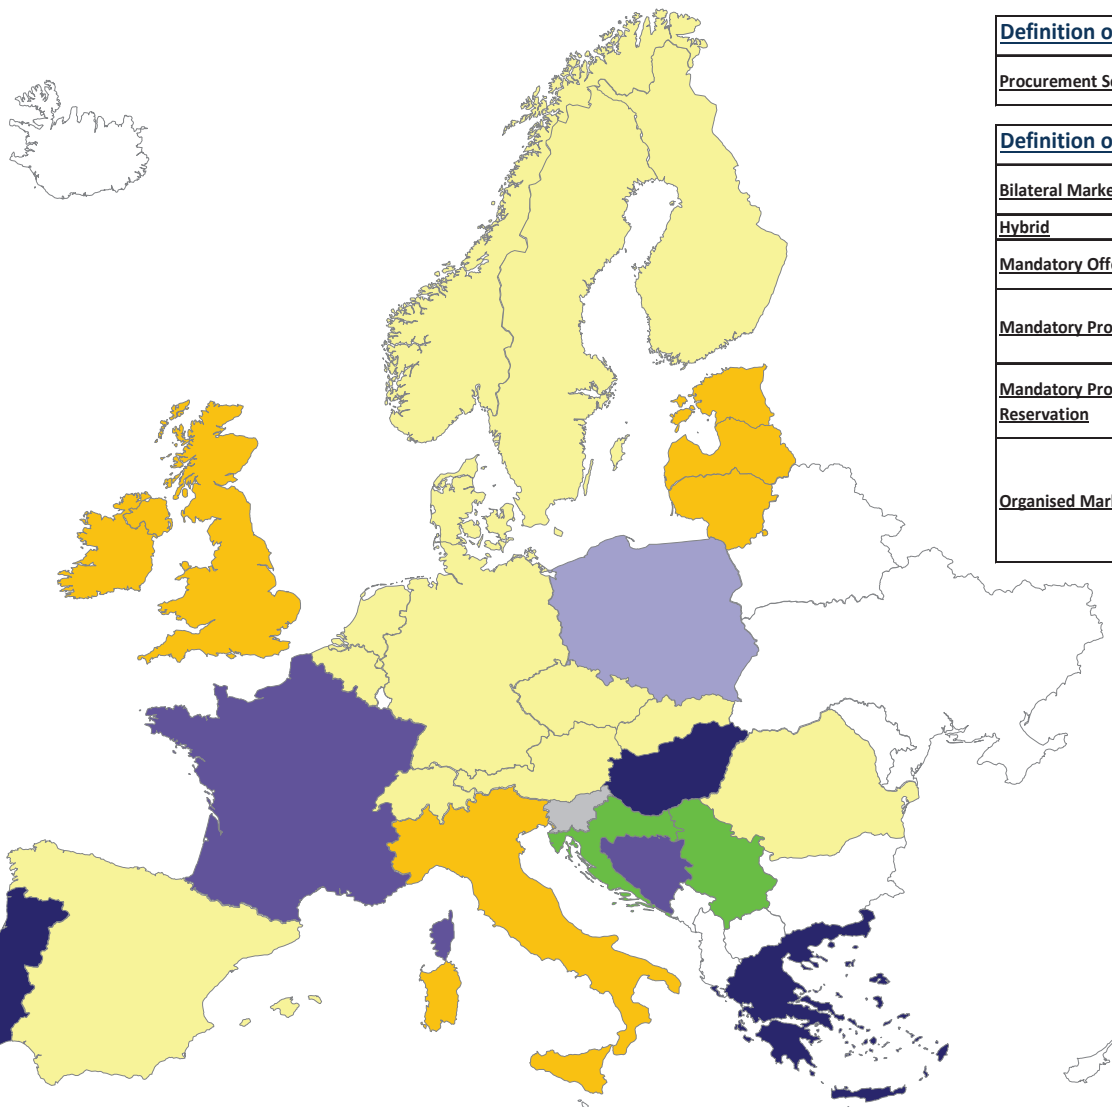 Definition o
Procurement S
Definition o
Bilateral Marke
Hybrid
Mandatory Off
Mandatory Pro
Mandatory Pro
Reservation
Organised Mar